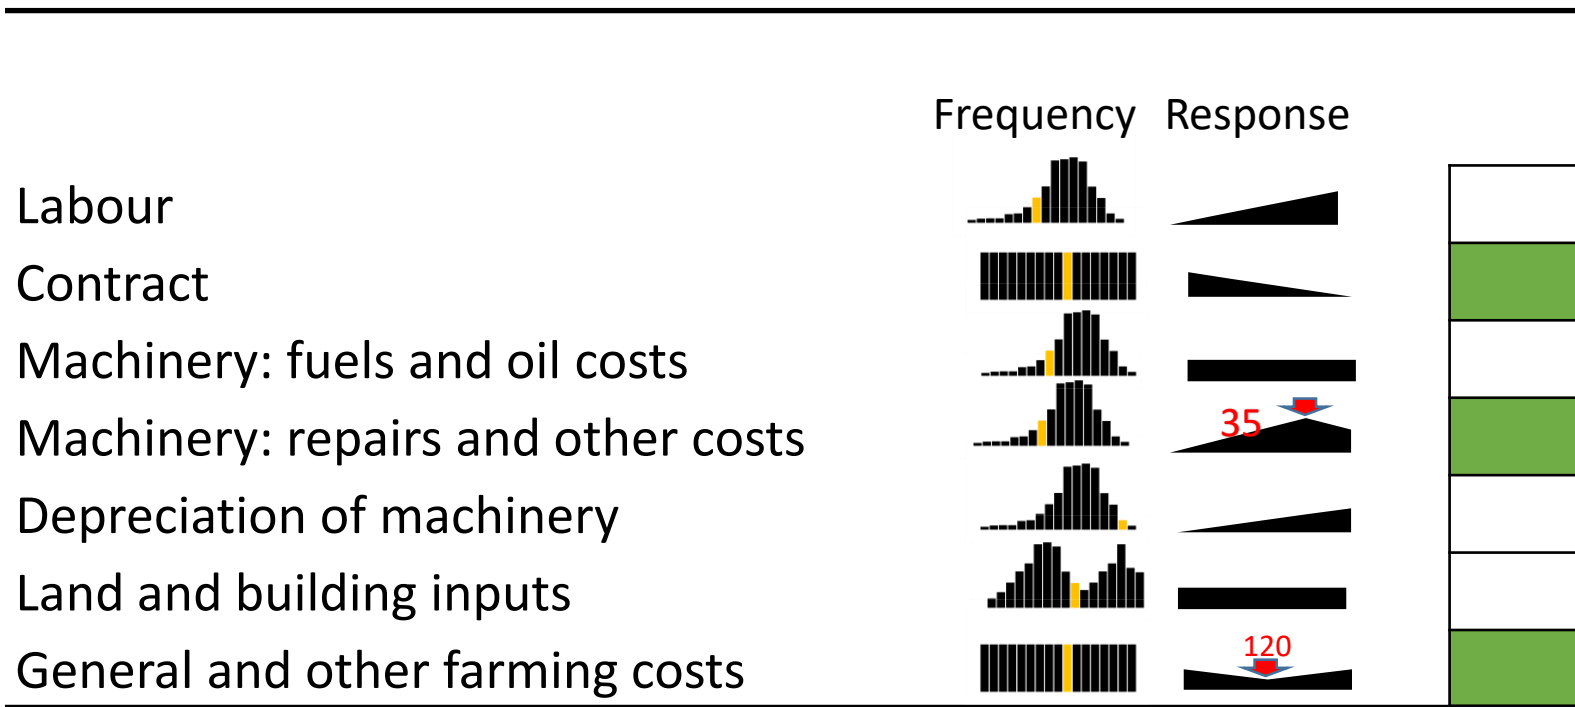 Frequency Response
Labour
Contract
Machinery: fuels and oil costs
Machinery: repairs and other costs 35
Depreciation of machinery
Land and building inputs
General and other farming costs 120